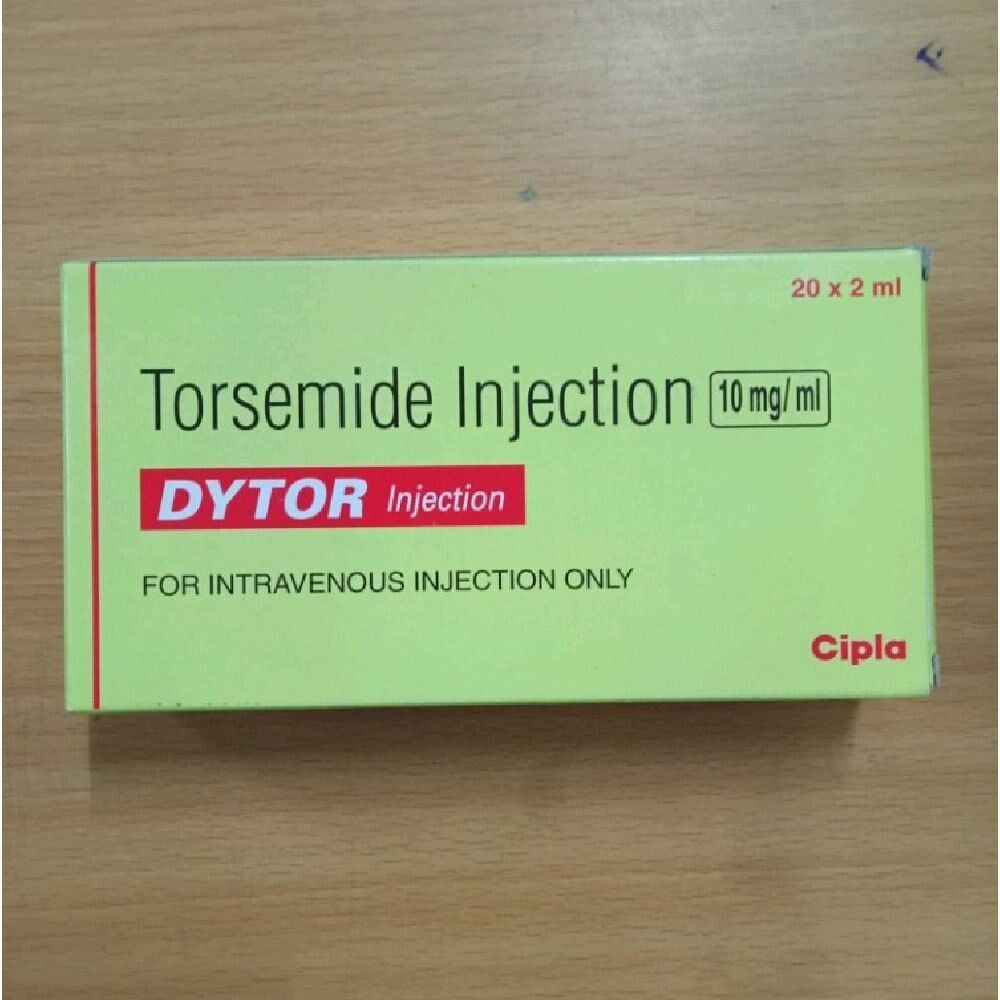 20 x 2 ml
Torsemide Injection 10 mg/ml
DYTOR Injection
FOR INTRAVENOUS INJECTION ONLY
Cipla